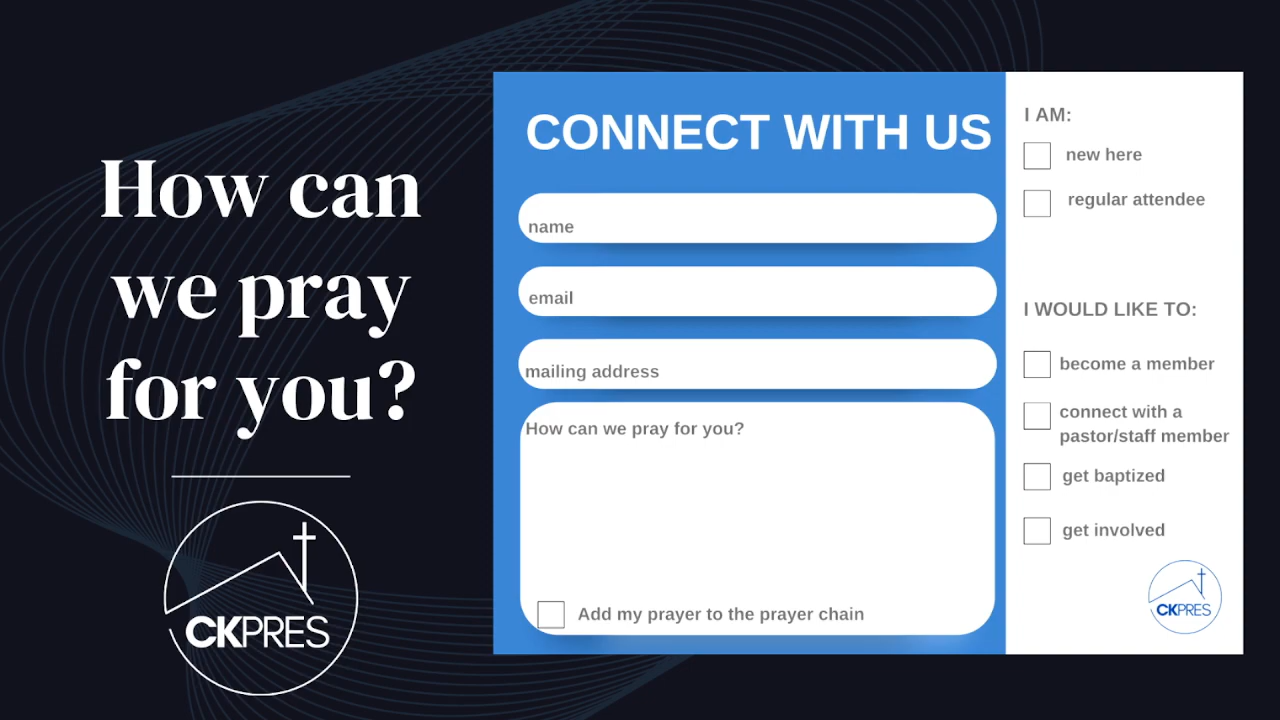 How can
we pray
for you?
CKPRES
CONNECT WITH US
name
email
mailing address
How can we pray for you?
Add my prayer to the prayer chain
I AM:
new here
regular attendee
I WOULD LIKE TO:
become a member
connect with a
pastor/staff member
get baptized
get involved
CKPRES